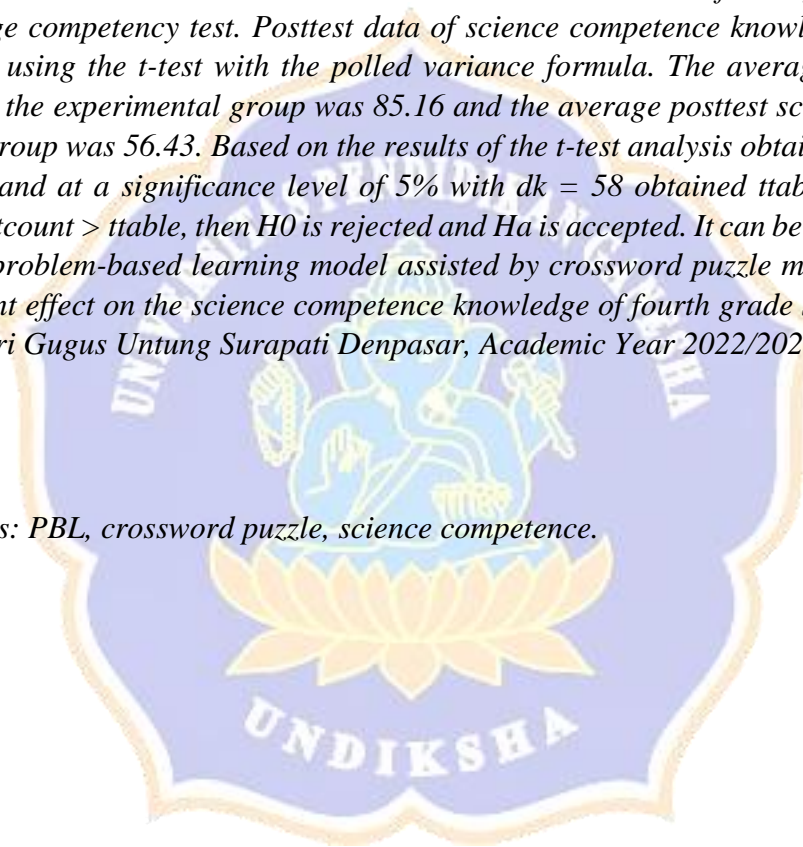 ge competency test. Posttest data of science competence knowl
using the t-test with the polled variance formula. The averag
the experimental group was 85.16 and the average posttest sc
roup was 56.43. Based on the results of the t-test analysis obtai
and at a significance level of 5% with dk = 58 obtained ttab
tcount > ttable, then H0 is rejected and Ha is accepted. It can be
problem-based learning model assisted by crossword puzzle m
nt effect on the science competence knowledge of fourth grade
ri Gugus Untung Surapati Denpasar, Academic Year 2022/202
UNIVERSITAS PENDIDIKAN GANESHA
s: PBL, crossword puzzle, science competence.
UNDIKSHA